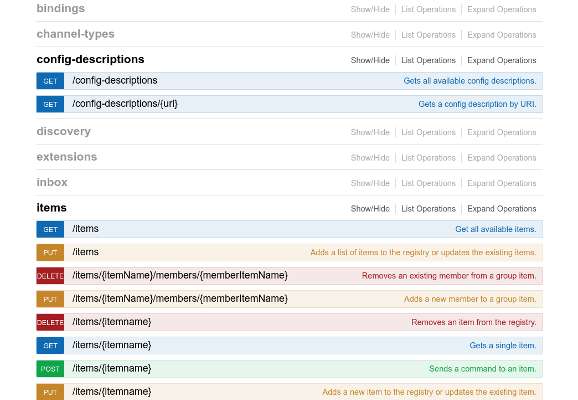 bindings Show/Hide List Operations Expand Operations
channel-types Show/Hide List Operations Expand Operations
config-descriptions Show/Hide List Operations Expand Operations
GET /config-descriptions Gets all available config descriptions.
GET /config-descriptions/{uri} Gets a config description by URI.
discovery Show/Hide List Operations Expand Operations
extensions Show/Hide List Operations Expand Operations
inbox Show/Hide List Operations Expand Operations
items Show/Hide List Operations Expand Operations
GET /items Get all available items.
PUT /items Adds a list of items to the registry or updates the existing items.
DELETE /items/{itemName}/members/{memberItemName} Removes an existing member from a group item.
PUT /items/{itemName}/members/{memberItemName} Adds a new member to a group item.
DELETE /items/{itemname} Removes an item from the registry.
GET /items/{itemname} Gets a single item.
POST /items/{itemname} Sends a command to an item.
PUT /items/{itemname} Adds a new item to the registry or updates the existing item.